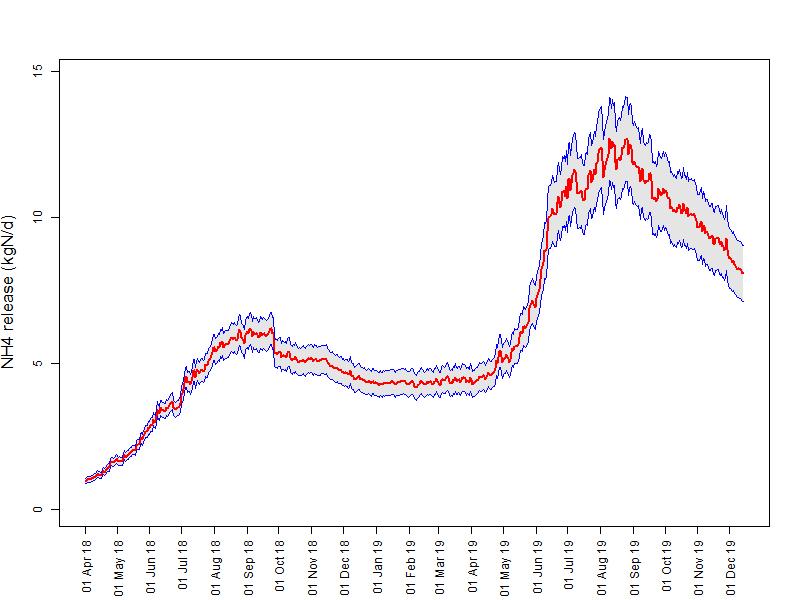 15
10
5
0
NH4 release (kgN/d)
01 Apr 18
01 May 18
01 Jun 18
01 Jul 18
01 Aug 18
01 Sep 18
01 Oct 18
01 Nov 18
01 Dec 18
01 Jan 19
01 Feb 19
01 Mar 19
01 Apr 19
01 May 19
01 Jun 19
01 Jul 19
01 Aug 19
01 Sep 19
01 Oct 19
01 Nov 19
01 Dec 19